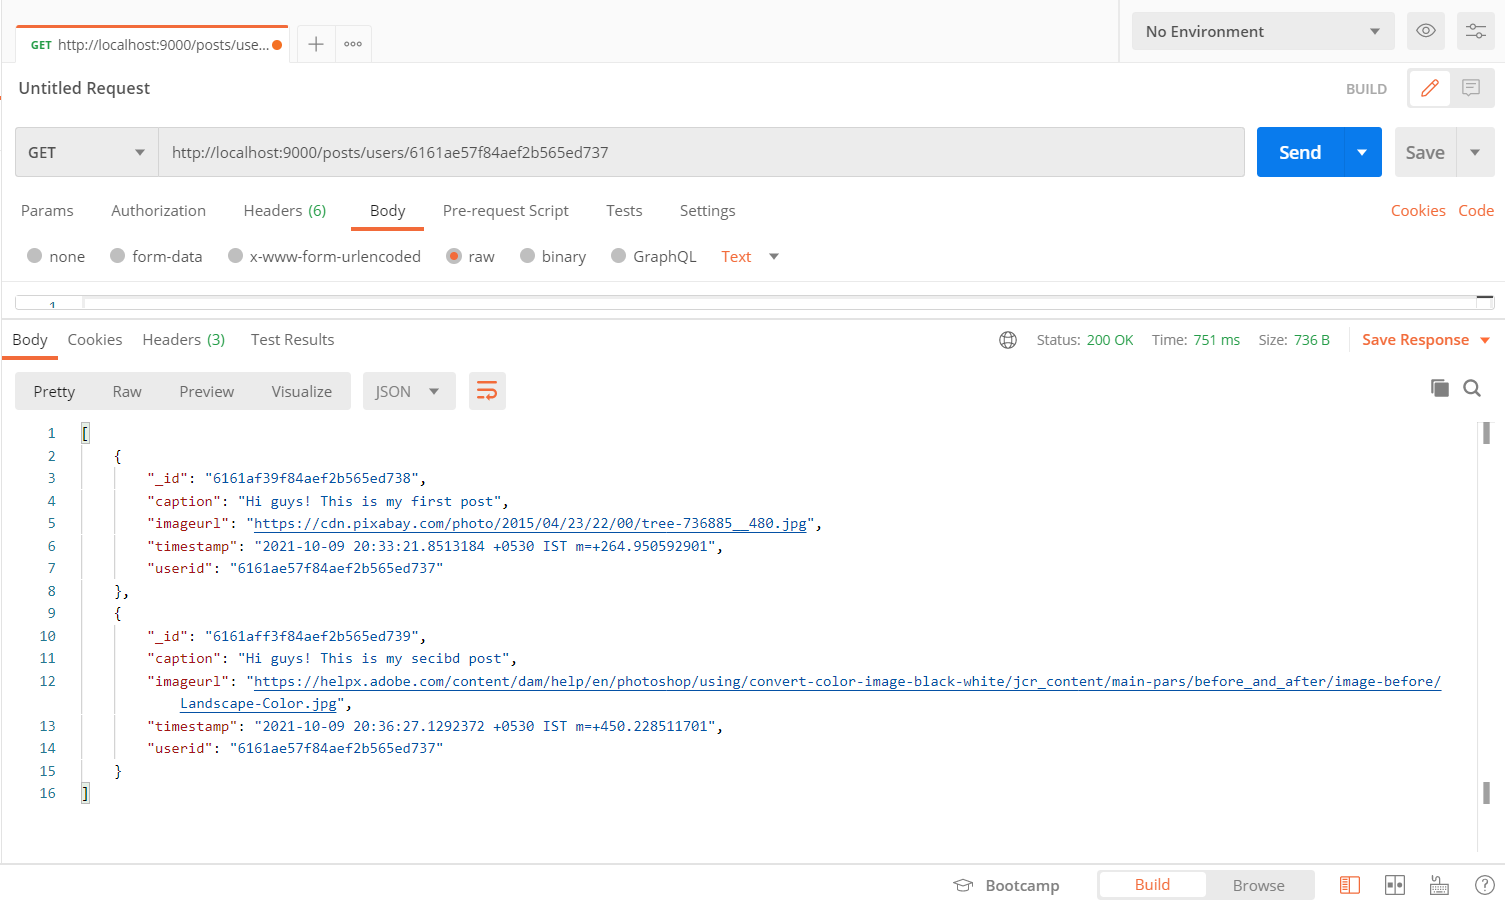 GET http://localhost:9000/posts/use...
No Environment
Untitled Request
BUILD
GET
http://localhost:9000/posts/users/6161ae57f84aef2b565ed737
Send
Save
Params Authorization Headers (6) Body Pre-request Script Tests Settings Cookies Code
none form-data x-www-form-urlencoded raw binary GraphQL Text
1
Body Cookies Headers (3) Test Results Status: 200 OK Time: 751 ms Size: 736 B Save Response
Pretty Raw Preview Visualize JSON
1 [
2 {
3 "_id": "6161af39f84aef2b565ed738",
4 "caption": "Hi guys! This is my first post",
5 "imageurl": "https://cdn.pixabay.com/photo/2015/04/23/22/00/tree-736885__480.jpg",
6 "timestamp": "2021-10-09 20:33:21.8513184 +0530 IST m=+264.950592901",
7 "userid": "6161ae57f84aef2b565ed737"
8 },
9 {
10 "_id": "6161aff3f84aef2b565ed739",
11 "caption": "Hi guys! This is my secibd post",
12 "imageurl": "https://helpx.adobe.com/content/dam/help/en/photoshop/using/convert-color-image-black-white/jcr_content/main-pars/before_and_after/image-before/
Landscape-Color.jpg",
13 "timestamp": "2021-10-09 20:36:27.1292372 +0530 IST m=+450.228511701",
14 "userid": "6161ae57f84aef2b565ed737"
15 }
16 ]
Bootcamp Build Browse